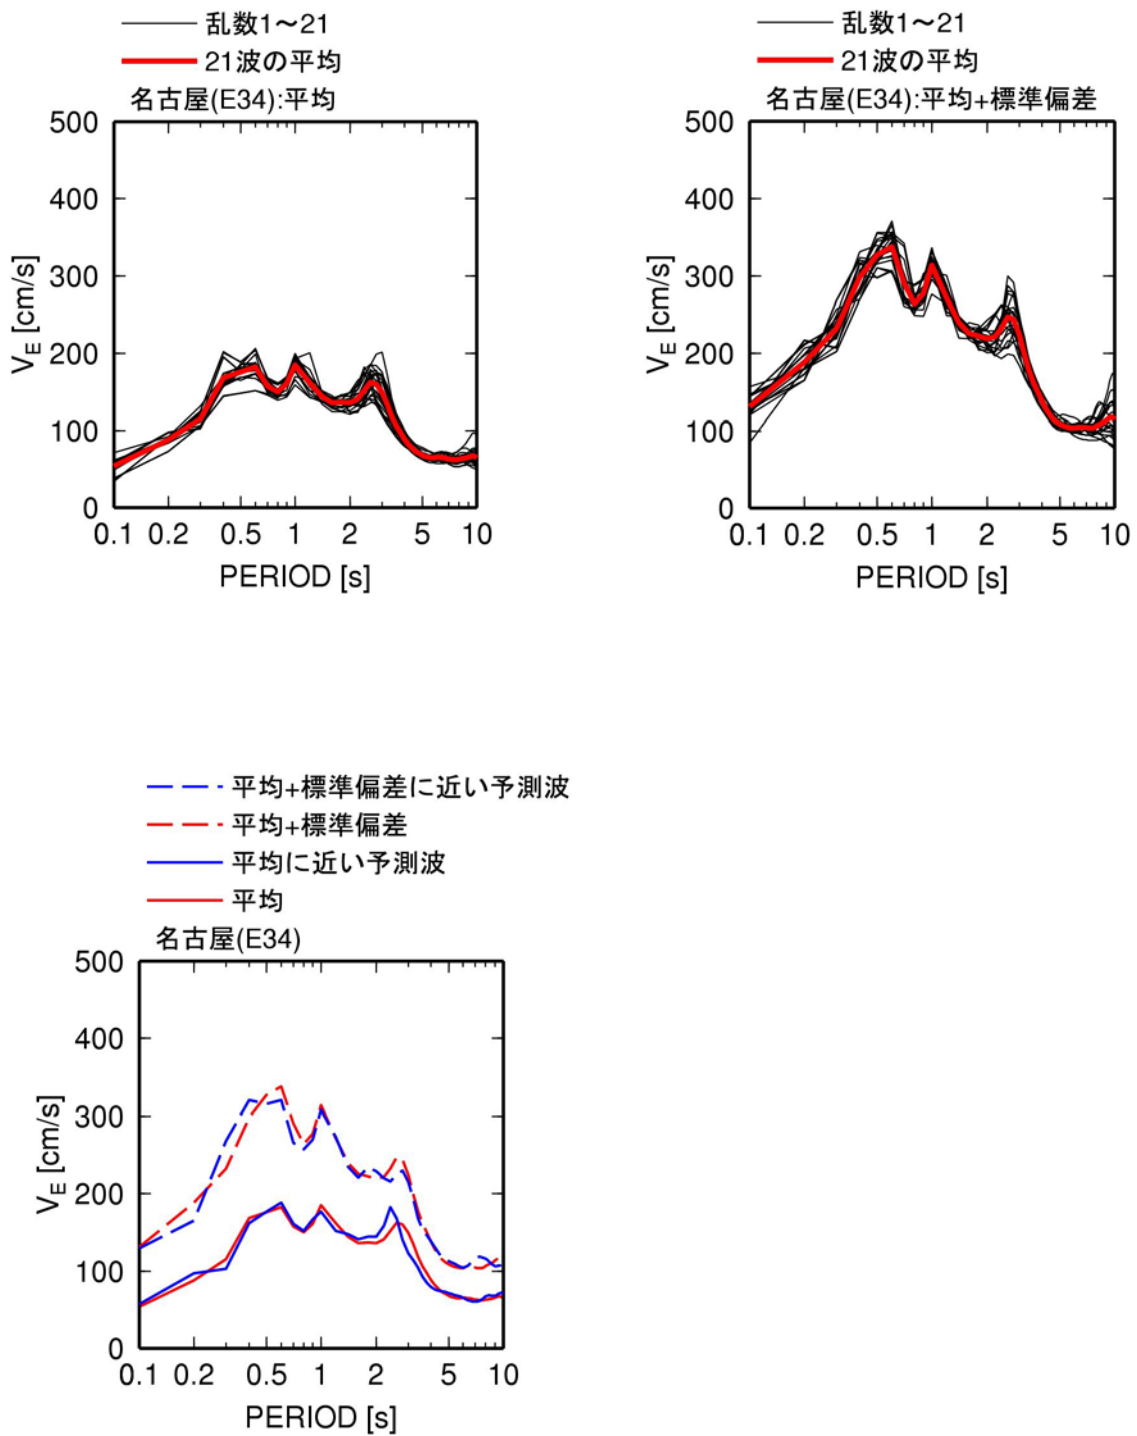 乱数1〜21
21波の平均
名古屋(E34):平均
500
400
300
200
100
0
V_E [cm/s]
0.1 0.2 0.5 1 2 5 10
PERIOD [s]
乱数1〜21
21波の平均
名古屋(E34):平均+標準偏差
500
400
300
200
100
0
V_E [cm/s]
0.1 0.2 0.5 1 2 5 10
PERIOD [s]
平均+標準偏差に近い予測波
平均+標準偏差
平均に近い予測波
平均
名古屋(E34)
500
400
300
200
100
0
V_E [cm/s]
0.1 0.2 0.5 1 2 5 10
PERIOD [s]